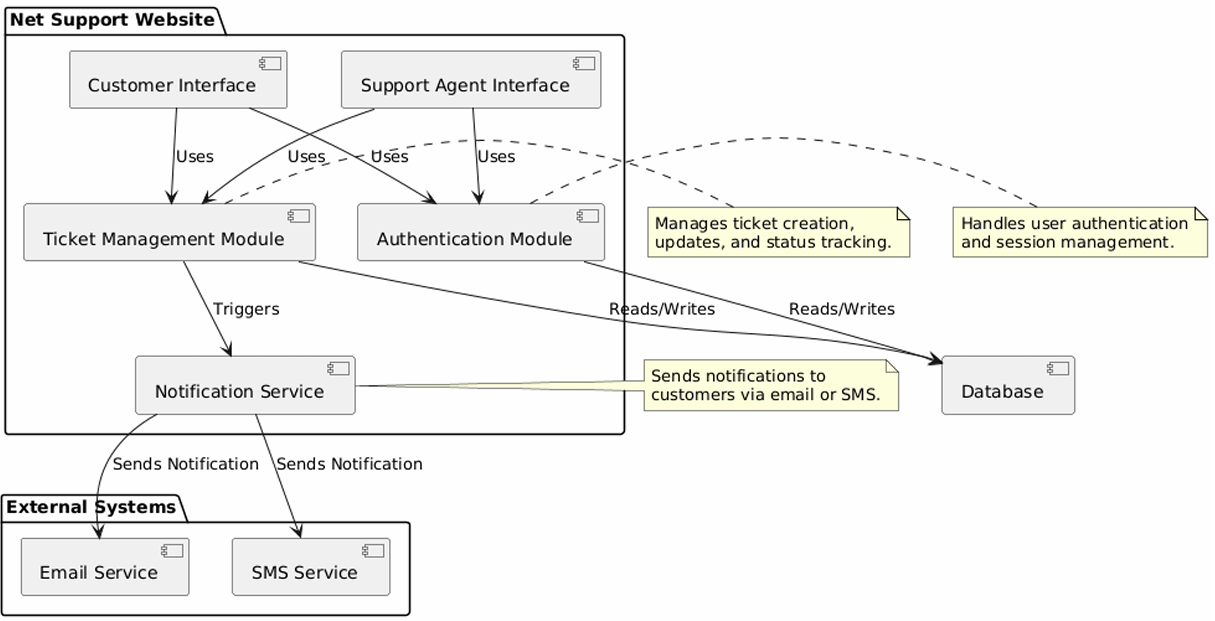 Net Support Website
Customer Interface
Support Agent Interface
Uses
Uses
Uses
Uses
Ticket Management Module
Authentication Module
Manages ticket creation,
updates, and status tracking.
Handles user authentication
and session management.
Triggers
Reads/Writes
Reads/Writes
Notification Service
Sends notifications to
customers via email or SMS.
Database
Sends Notification
Sends Notification
External Systems
Email Service
SMS Service